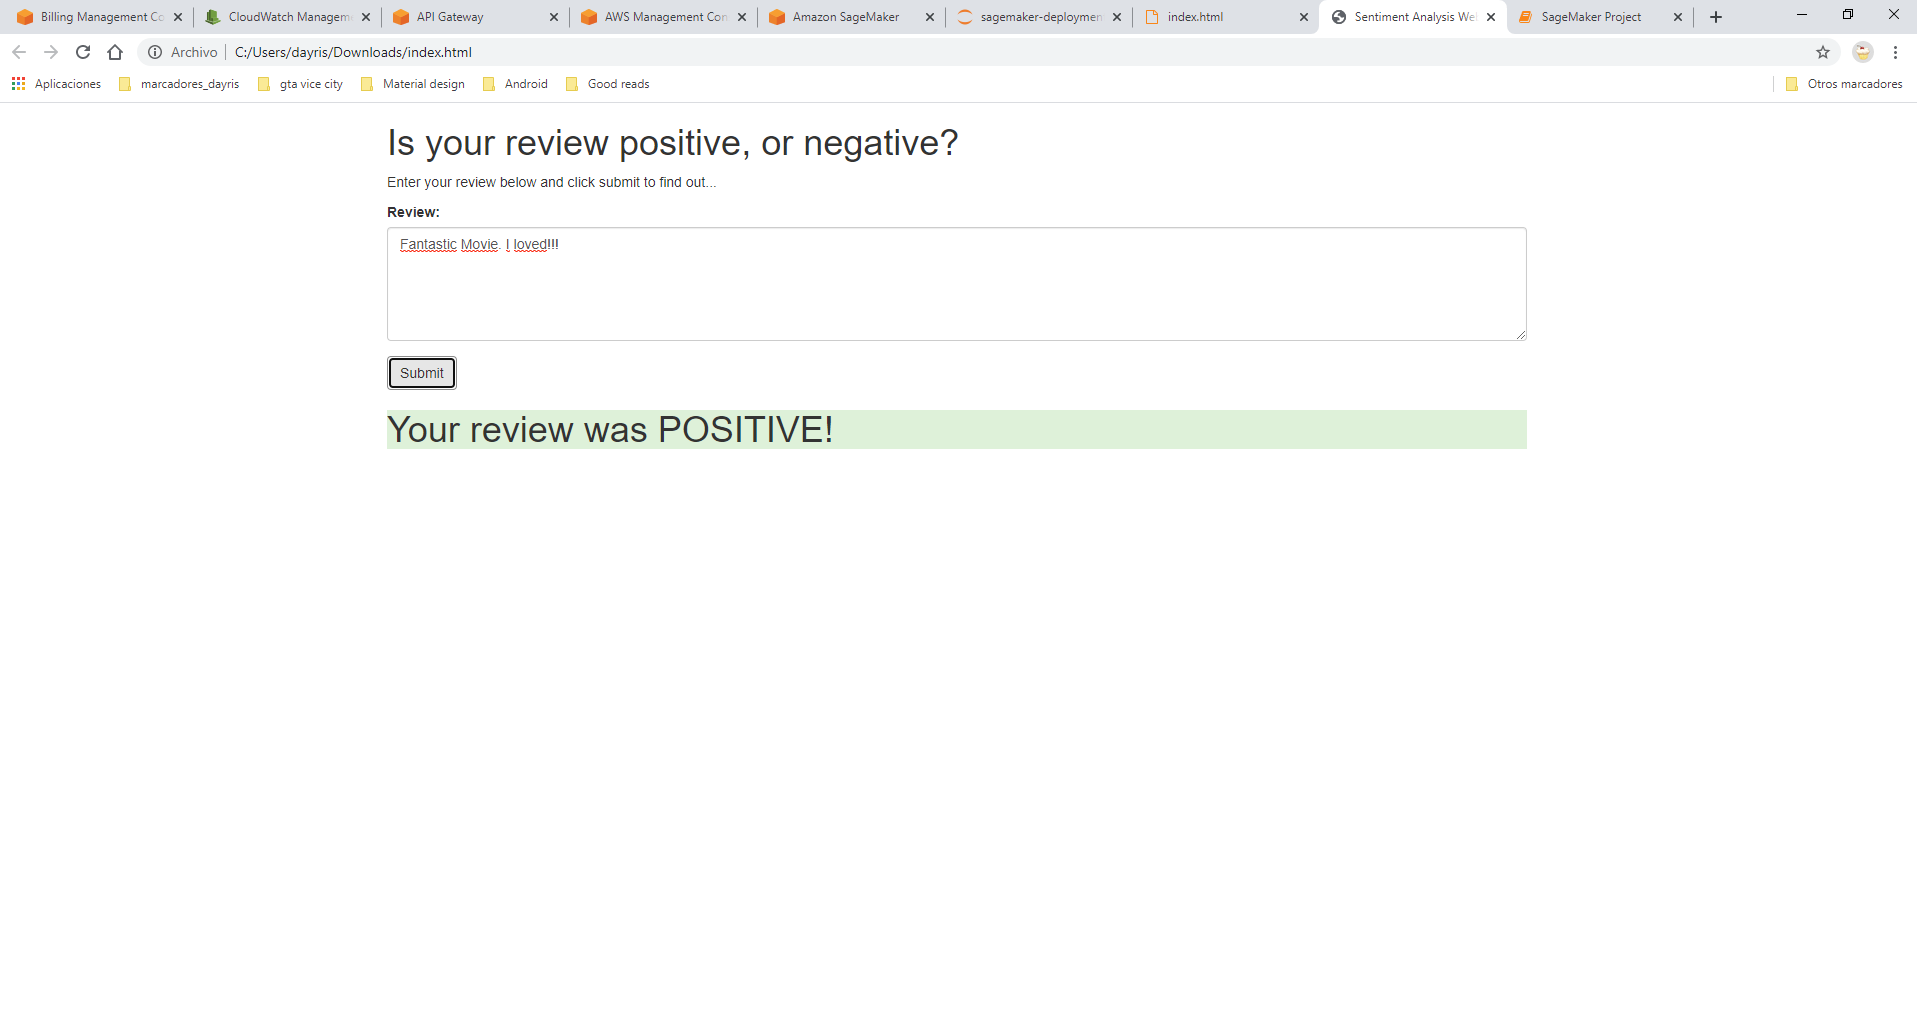 Billing Management Co
CloudWatch Managem
API Gateway
AWS Management Con
Amazon SageMaker
sagemaker-deploymen
index.html
Sentiment Analysis We
SageMaker Project
Archivo
C:/Users/dayris/Downloads/index.html
Aplicaciones
marcadores_dayris
gta vice city
Material design
Android
Good reads
Otros marcadores
Is your review positive, or negative?
Enter your review below and click submit to find out...
Review:
Fantastic Movie. I loved!!!
Submit
Your review was POSITIVE!